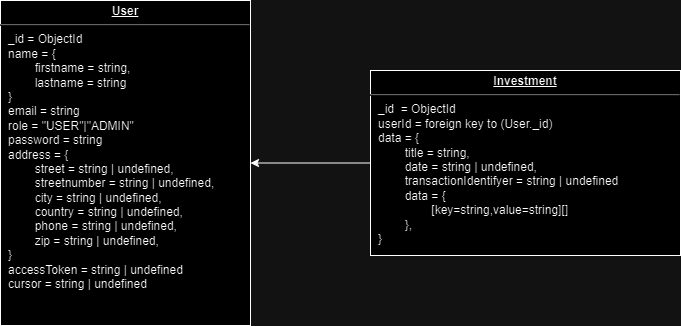 User
_id = ObjectId
name = {
firstname = string,
lastname = string
}
email = string
role = "USER"|"ADMIN"
password = string
address = {
street = string | undefined,
streetnumber = string | undefined,
city = string | undefined,
country = string | undefined,
phone = string | undefined,
zip = string | undefined,
}
accessToken = string | undefined
cursor = string | undefined
Investment
_id = ObjectId
userId = foreign key to (User._id)
data = {
title = string,
date = string | undefined,
transactionIdentifyer = string | undefined
data = {
[key=string,value=string][]
},
}